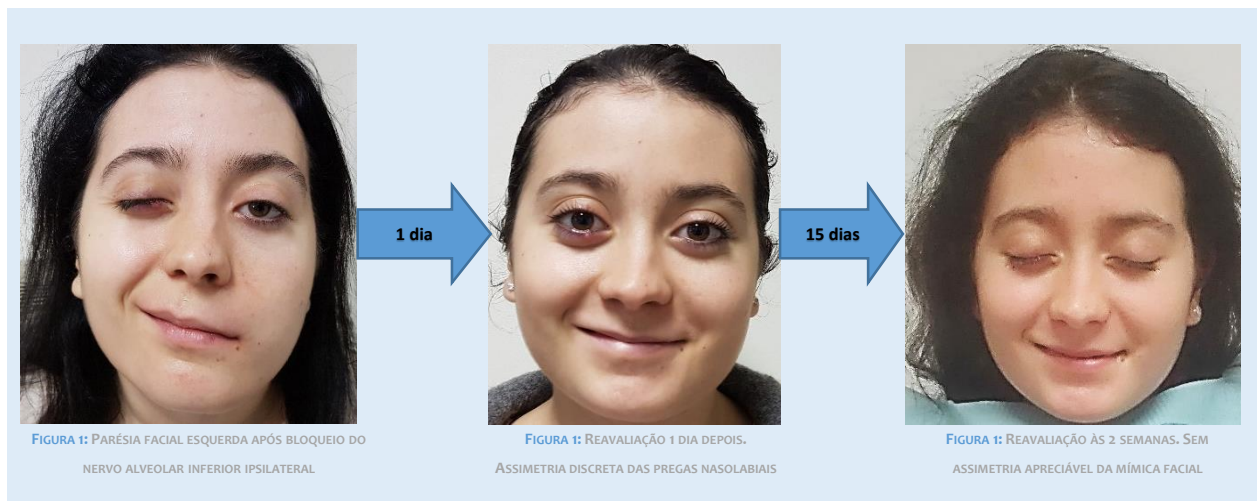 1 dia
15 dias
FIGURA 1: PARÉSIA FACIAL ESQUERDA APÓS BLOQUEIO DO
NERVO ALVEOLAR INFERIOR IPSILATERAL
FIGURA 1: REAVALIAÇÃO 1 DIA DEPOIS.
ASSIMETRIA DISCRETA DAS PREGAS NASOLABIAIS
FIGURA 1: REAVALIAÇÃO ÀS 2 SEMANAS. SEM
ASSIMETRIA APRECIÁVEL DA MÍMICA FACIAL